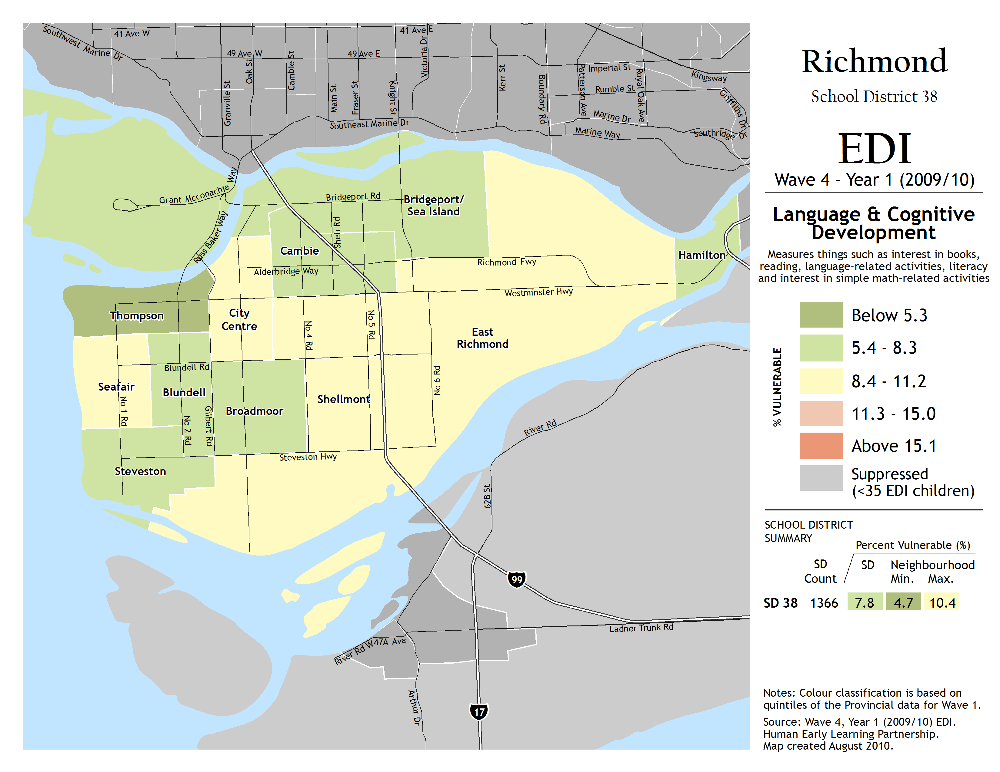 Richmond
School District 38
EDI
Wave 4 - Year 1 (2009/10)
Language & Cognitive
Development
Measures things such as interest in books,
reading, language-related activities, literacy
and interest in simple math-related activities
% VULNERABLE
Below 5.3
5.4 - 8.3
8.4 - 11.2
11.3 - 15.0
Above 15.1
Suppressed
(<35 EDI children)
SCHOOL DISTRICT
SUMMARY
Percent Vulnerable (%)
SD
Count
SD
Neighbourhood
Min. Max.
SD 38 1366 7.8 4.7 10.4
Notes: Colour classification is based on
quintiles of the Provincial data for Wave 1.
Source: Wave 4, Year 1 (2009/10) EDI.
Human Early Learning Partnership.
Map created August 2010.
Southwest Marine Dr
41 Ave W
41 Ave E
49 Ave W
49 Ave E
Granville St
Oak St
Cambie St
Main St
Fraser St
Knight St
Victoria Dr
Kerr St
Boundary Rd
Patterson Ave
Royal Oak Ave
Imperial St
Rumble St
Kingsway
Griffiths Dr
Marine Dr
Marine Way
Southridge Dr
Southeast Marine Dr
Grant Mcconachie Way
Russ Baker Way
Bridgeport Rd
Bridgeport/
Sea Island
Shell Rd
Cambie
Alderbridge Way
Richmond Fwy
Hamilton
Westminster Hwy
Thompson
City
Centre
No 4 Rd
No 5 Rd
East
Richmond
Blundell Rd
No 6 Rd
Seafair
Blundell
Shellmont
Broadmoor
No 1 Rd
No 2 Rd
Gilbert Rd
Steveston Hwy
Steveston
River Rd
62B St
99
Ladner Trunk Rd
River Rd W
47A Ave
Arthur Dr
17